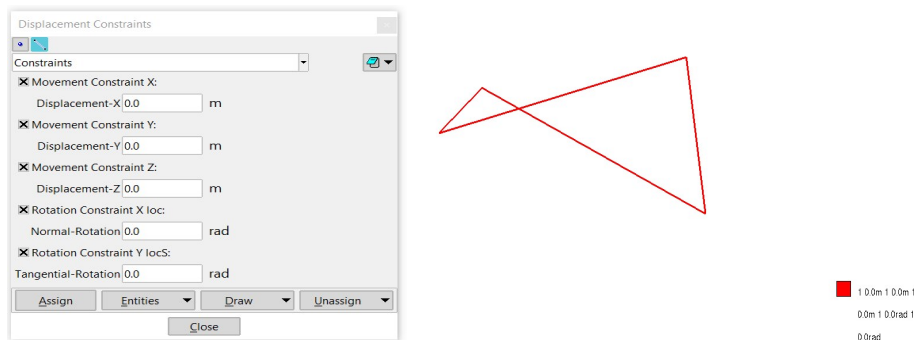 Displacement Constraints
Constraints
Movement Constraint X:
Displacement-X 0.0 m
Movement Constraint Y:
Displacement-Y 0.0 m
Movement Constraint Z:
Displacement-Z 0.0 m
Rotation Constraint X loc:
Normal-Rotation 0.0 rad
Rotation Constraint Y locS:
Tangential-Rotation 0.0 rad
Assign Entities Draw Unassign
Close
1 0.0m 1 0.0m 1
0.0m 1 0.0rad 1
0.0rad